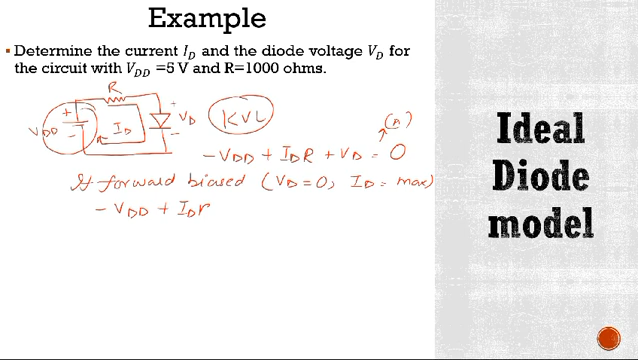 Example
Determine the current I_D and the diode voltage V_D for
the circuit with V_DD =5 V and R=1000 ohms.
R
+
+
V_DD
I_D
V_D
-
-
KVL
(A)
-V_DD + I_D R + V_D = 0
If forward biased (V_D = 0, I_D = max)
- V_DD + I_D r
Ideal
Diode
model